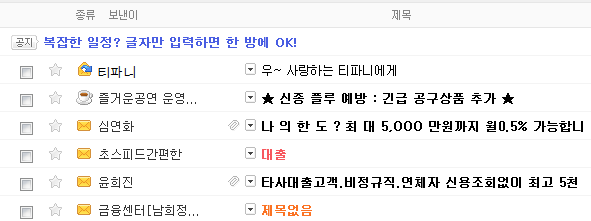 종류 보낸이 제목
공지 복잡한 일정? 글자만 입력하면 한 방에 OK!
티파니 우~ 사랑하는 티파니에게
즐거운공연 운영... ★ 신종 플루 예방 : 긴급 공구상품 추가 ★
심연화 나 의 한 도 ? 최 대 5,000 만원까지 월0.5% 가능합니
초스피드간편한 대출
윤희진 타사대출고객.비정규직.연체자 신용조회없이 최고 5천
금융센터[남희정... 제목없음